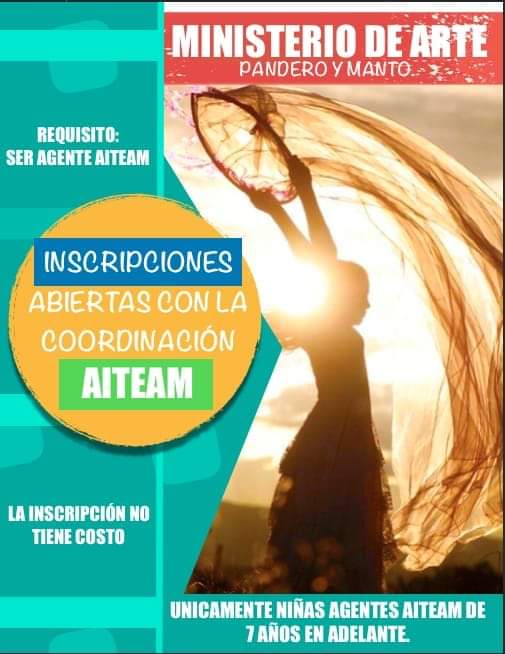 MINISTERIO DE ARTE
PANDERO Y MANTO
REQUISITO:
SER AGENTE AITEAM
INSCRIPCIONES
ABIERTAS CON LA
COORDINACIÓN
AITEAM
LA INSCRIPCIÓN NO
TIENE COSTO
UNICAMENTE NIÑAS AGENTES AITEAM DE
7 AÑOS EN ADELANTE.